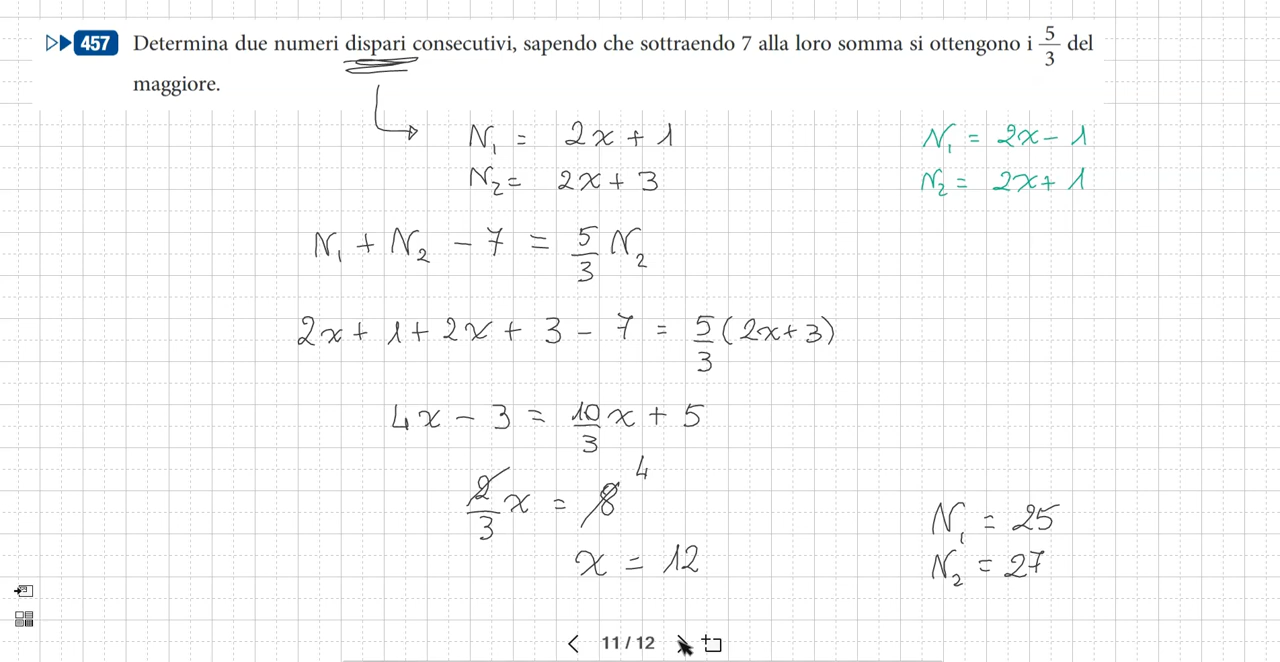 457 Determina due numeri dispari consecutivi, sapendo che sottraendo 7 alla loro somma si ottengono i 5/3 del
maggiore.
N₁ = 2x + 1
N₂ = 2x + 3
N₁ = 2x - 1
N₂ = 2x + 1
N₁ + N₂ - 7 = 5/3 N₂
2x + 1 + 2x + 3 - 7 = 5/3 (2x + 3)
4x - 3 = 10/3 x + 5
2/3 x = 8 4
x = 12
N₁ = 25
N₂ = 27
11 / 12